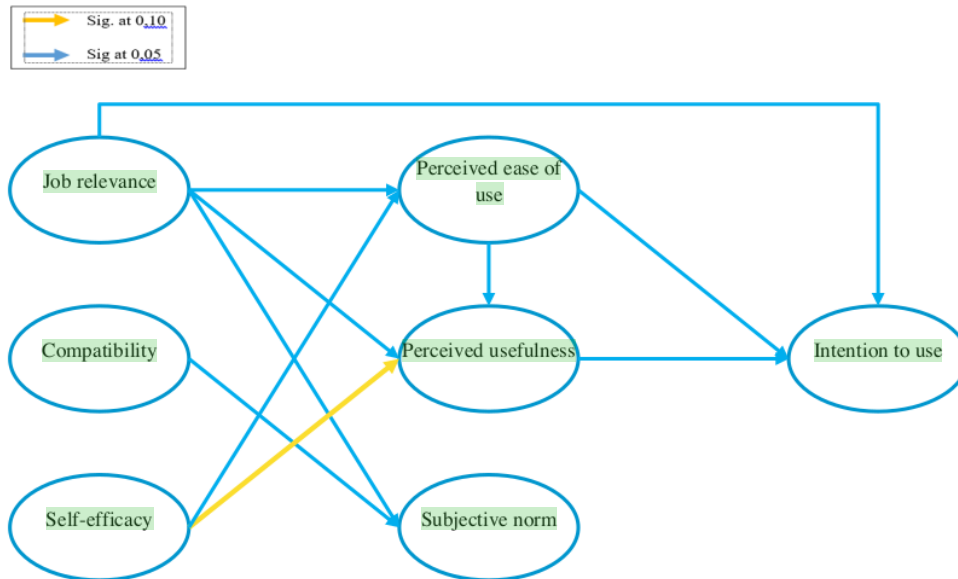 Sig. at 0,10
Sig at 0,05
Job relevance
Perceived ease of
use
Compatibility
Perceived usefulness
Intention to use
Self-efficacy
Subjective norm